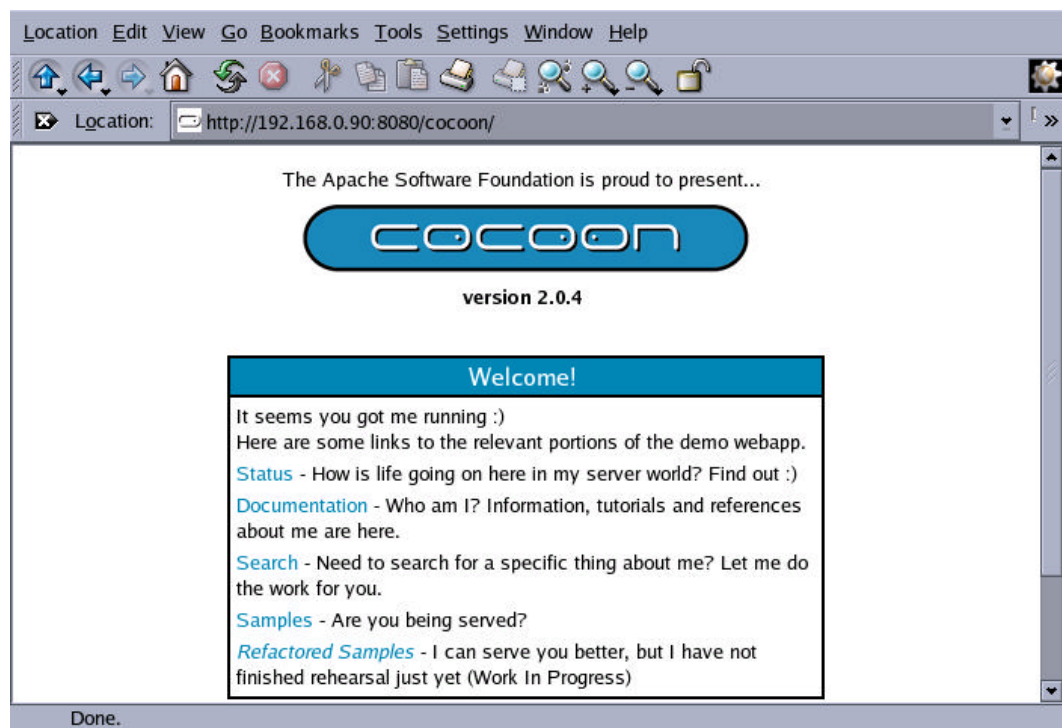 Location Edit View Go Bookmarks Tools Settings Window Help
Location: http://192.168.0.90:8080/cocoon/
The Apache Software Foundation is proud to present...
cocoon
version 2.0.4
Welcome!
It seems you got me running :)
Here are some links to the relevant portions of the demo webapp.
Status - How is life going on here in my server world? Find out :)
Documentation - Who am I? Information, tutorials and references
about me are here.
Search - Need to search for a specific thing about me? Let me do
the work for you.
Samples - Are you being served?
Refactored Samples - I can serve you better, but I have not
finished rehearsal just yet (Work In Progress)
Done.